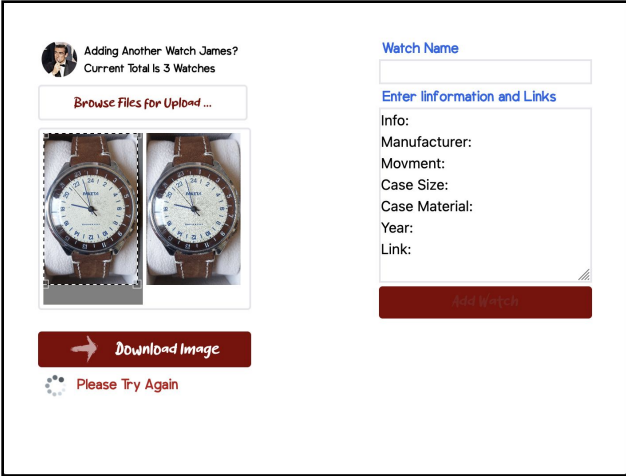 Adding Another Watch James?
Current Total Is 3 Watches
Browse Files for Upload ...
Download Image
Please Try Again
Watch Name
Enter Iinformation and Links
Info:
Manufacturer:
Movment:
Case Size:
Case Material:
Year:
Link:
Add Watch